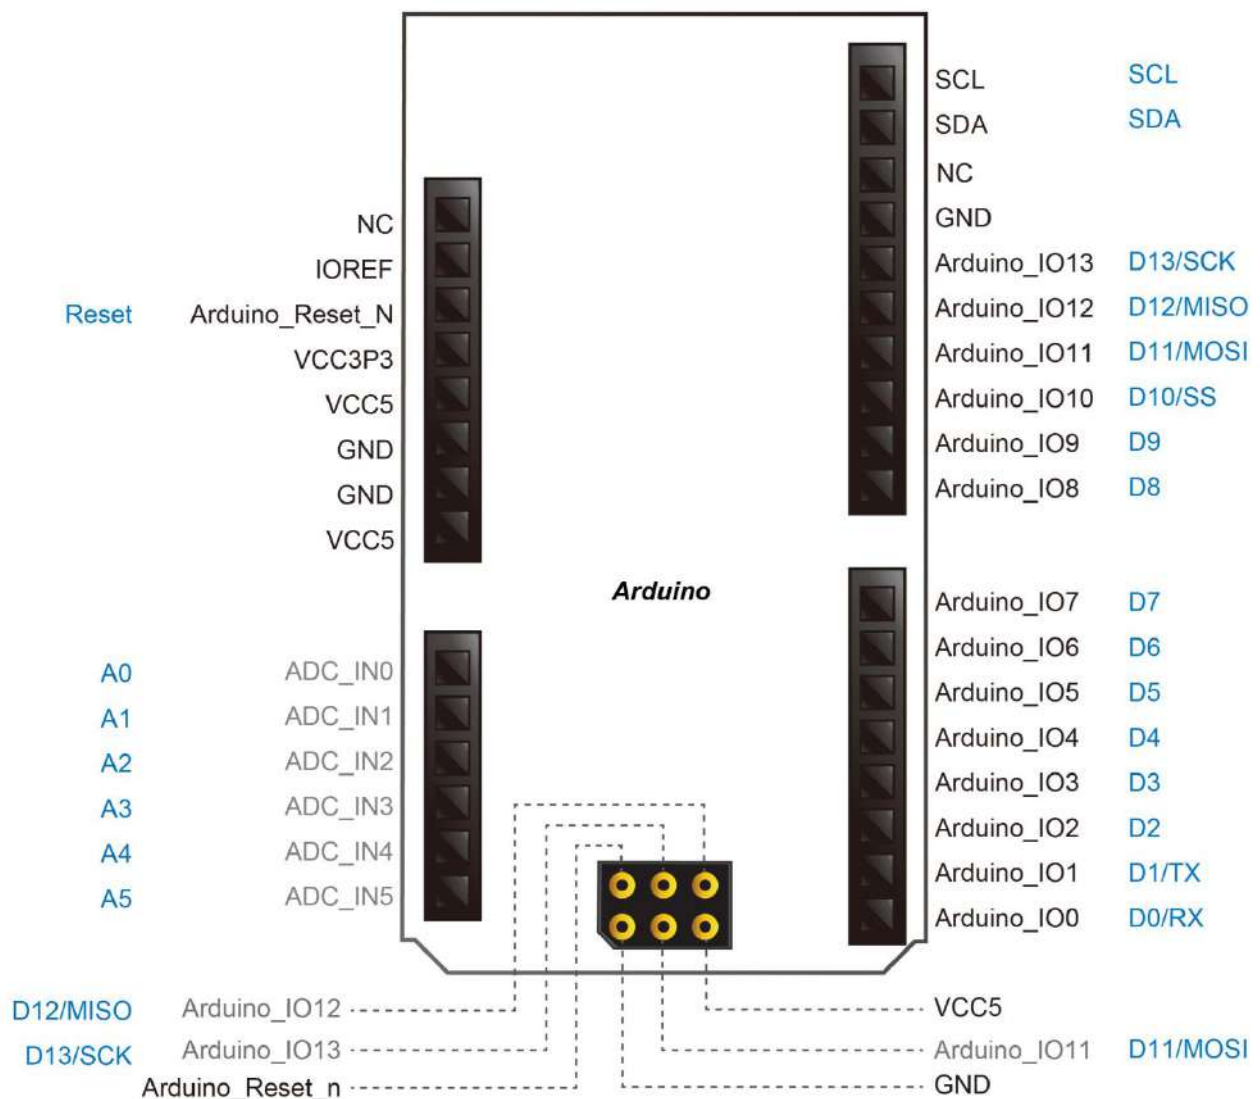 SCL SCL
SDA SDA
NC
GND
Arduino_IO13 D13/SCK
Arduino_IO12 D12/MISO
Arduino_IO11 D11/MOSI
Arduino_IO10 D10/SS
Arduino_IO9 D9
Arduino_IO8 D8
NC
IOREF
Reset Arduino_Reset_N
VCC3P3
VCC5
GND
GND
VCC5
Arduino
Arduino_IO7 D7
Arduino_IO6 D6
Arduino_IO5 D5
Arduino_IO4 D4
Arduino_IO3 D3
Arduino_IO2 D2
Arduino_IO1 D1/TX
Arduino_IO0 D0/RX
A0 ADC_IN0
A1 ADC_IN1
A2 ADC_IN2
A3 ADC_IN3
A4 ADC_IN4
A5 ADC_IN5
D12/MISO Arduino_IO12
D13/SCK Arduino_IO13
Arduino_Reset_n
VCC5
Arduino_IO11 D11/MOSI
GND